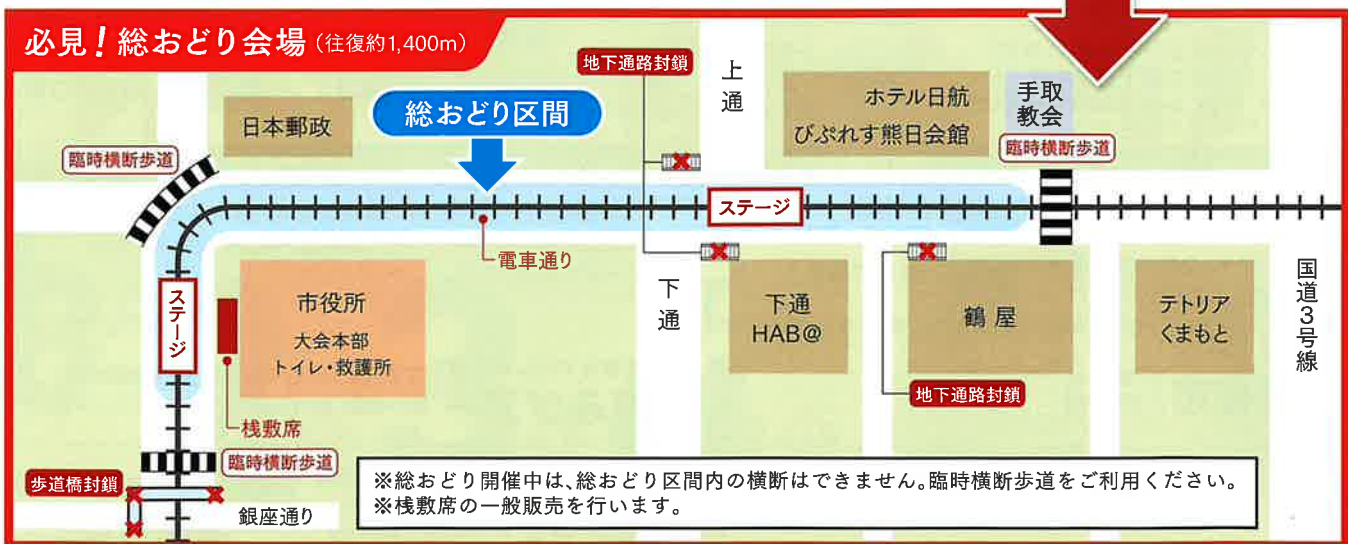 必見！総おどり会場（往復約1,400m）
地下通路封鎖
上通
ホテル日航
びぷれす熊日会館
手取
教会
日本郵政
総おどり区間
臨時横断歩道
臨時横断歩道
ステージ
電車通り
ステージ
市役所
大会本部
トイレ・救護所
下通
下通
HAB@
鶴屋
テトリア
くまもと
国道3号線
地下通路封鎖
桟敷席
臨時横断歩道
歩道橋封鎖
銀座通り
※総おどり開催中は、総おどり区間内の横断はできません。臨時横断歩道をご利用ください。
※桟敷席の一般販売を行います。